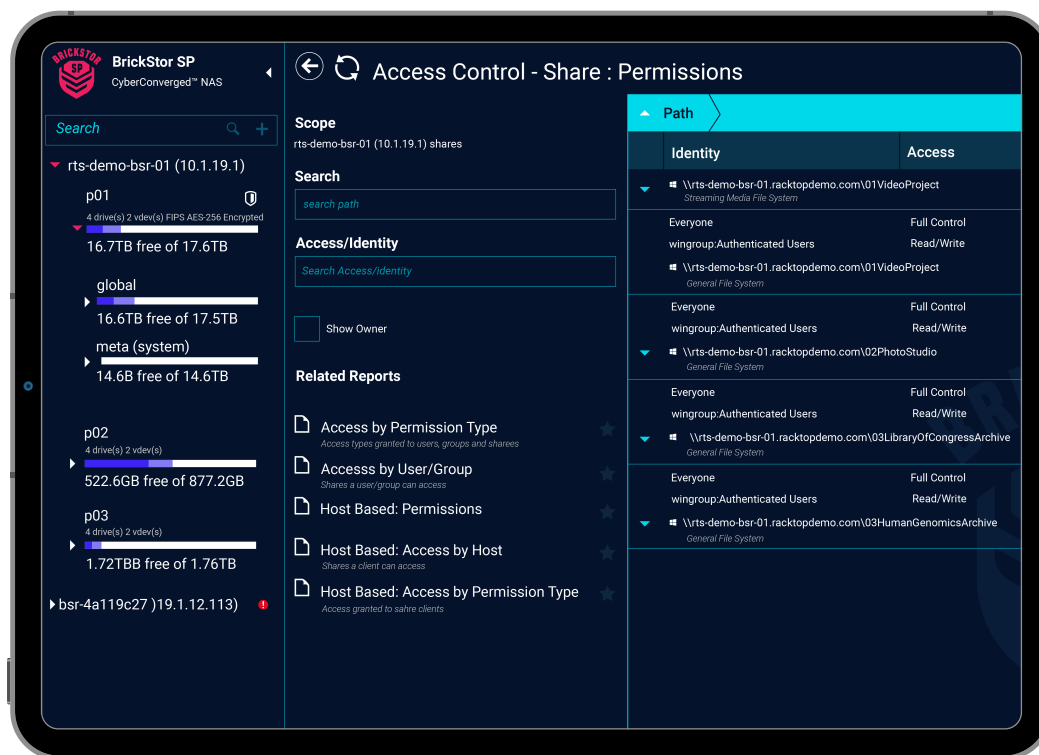 BRICKSTOR
SP
BrickStor SP
CyberConverged™ NAS
Search
rts-demo-bsr-01 (10.1.19.1)
p01
4 drive(s) 2 vdev(s) FIPS AES-256 Encrypted
16.7TB free of 17.6TB
global
16.6TB free of 17.5TB
meta (system)
14.6B free of 14.6TB
p02
4 drive(s) 2 vdev(s)
522.6GB free of 877.2GB
p03
4 drive(s) 2 vdev(s)
1.72TBB free of 1.76TB
bsr-4a119c27 )19.1.12.113)
Access Control - Share : Permissions
Scope
rts-demo-bsr-01 (10.1.19.1) shares
Search
search path
Access/Identity
Search Access/identity
Show Owner
Related Reports
Access by Permission Type
Access types granted to users, groups and sharees
Accesss by User/Group
Shares a user/group can access
Host Based: Permissions
Host Based: Access by Host
Shares a client can access
Host Based: Access by Permission Type
Access granted to sahre clients
Path
Identity Access
\\rts-demo-bsr-01.racktopdemo.com\01VideoProject
Streaming Media File System
Everyone Full Control
wingroup:Authenticated Users Read/Write
\\rts-demo-bsr-01.racktopdemo.com\01VideoProject
General File System
Everyone Full Control
wingroup:Authenticated Users Read/Write
\\rts-demo-bsr-01.racktopdemo.com\02PhotoStudio
General File System
Everyone Full Control
wingroup:Authenticated Users Read/Write
\\rts-demo-bsr-01.racktopdemo.com\03LibraryOfCongressArchive
General File System
Everyone Full Control
wingroup:Authenticated Users Read/Write
\\rts-demo-bsr-01.racktopdemo.com\03HumanGenomicsArchive
General File System